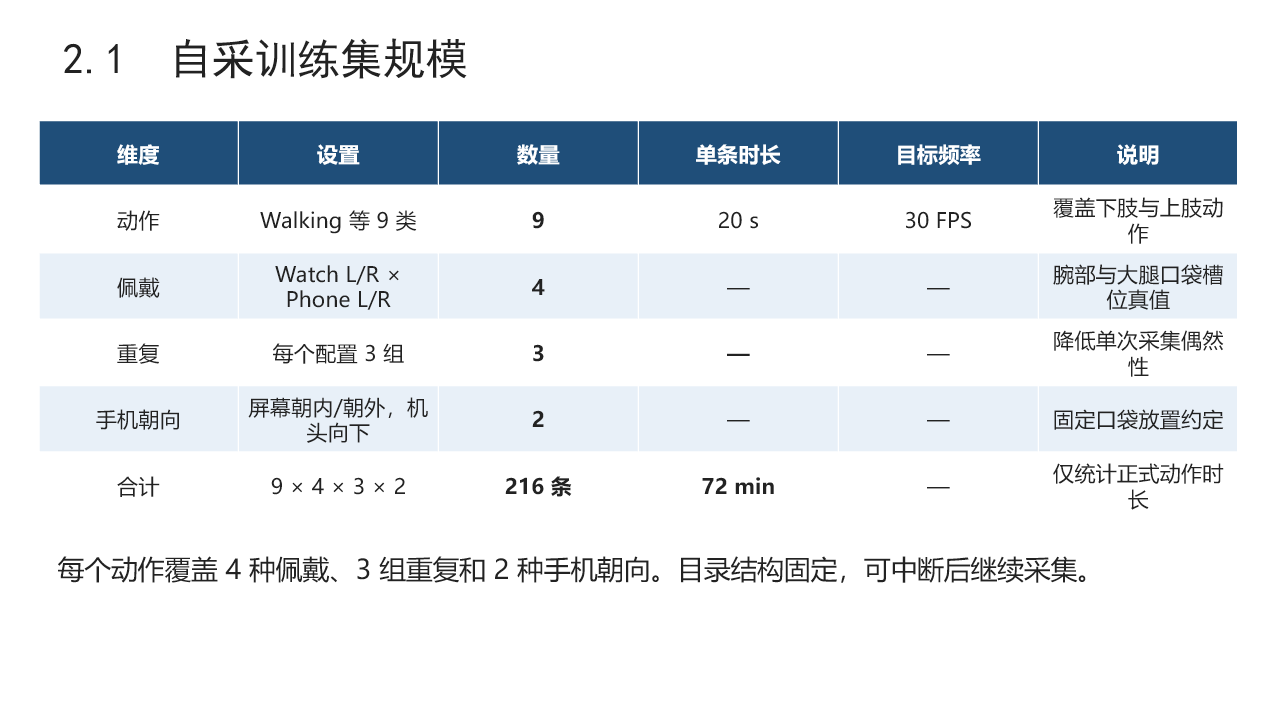 2.1 自采训练集规模
维度 设置 数量 单条时长 目标频率 说明
动作 Walking 等 9 类 9 20 s 30 FPS 覆盖下肢与上肢动
作
佩戴 Watch L/R ×
Phone L/R 4 — — 腕部与大腿口袋槽
位真值
重复 每个配置 3 组 3 — — 降低单次采集偶然
性
手机朝向 屏幕朝内/朝外，机
头向下 2 — — 固定口袋放置约定
合计 9 × 4 × 3 × 2 216 条 72 min — 仅统计正式动作时
长
每个动作覆盖 4 种佩戴、3 组重复和 2 种手机朝向。目录结构固定，可中断后继续采集。